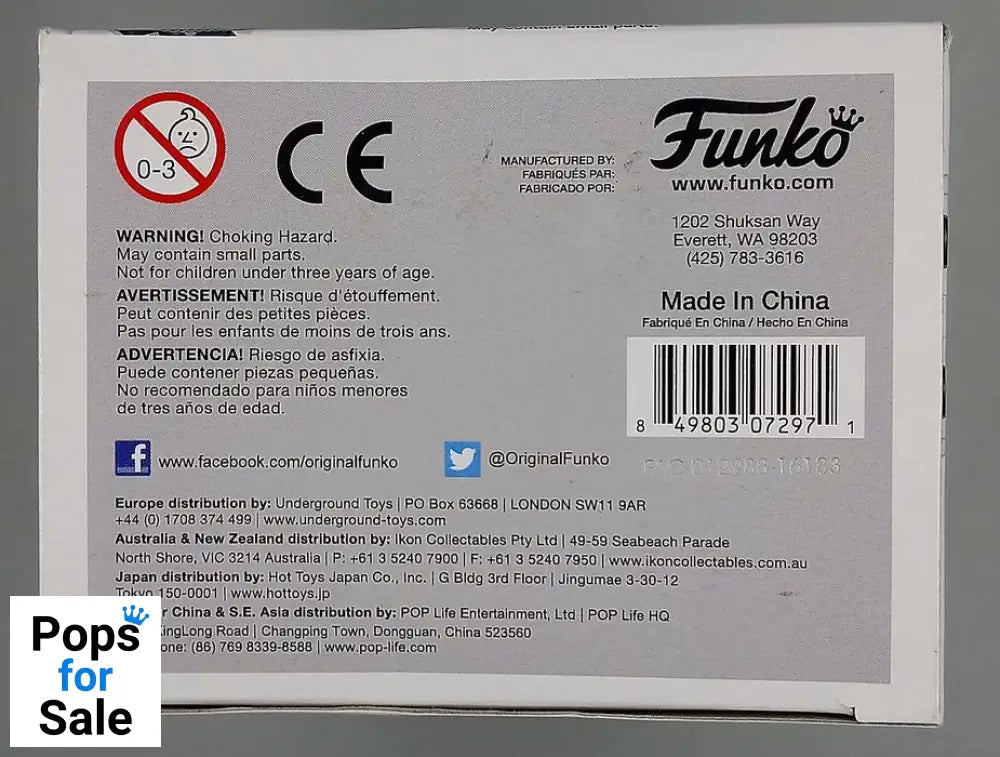 May contain small parts.
0-3
CE
MANUFACTURED BY:
FABRIQUÉS PAR:
FABRICADO POR:
Funko
www.funko.com
1202 Shuksan Way
Everett, WA 98203
(425) 783-3616
WARNING! Choking Hazard.
May contain small parts.
Not for children under three years of age.
AVERTISSEMENT! Risque d'étouffement.
Peut contenir des petites pièces.
Pas pour les enfants de moins de trois ans.
ADVERTENCIA! Riesgo de asfixia.
Puede contener piezas pequeñas.
No recomendado para niños menores
de tres años de edad.
Made In China
Fabriqué En China / Hecho En China
8 49803 07297 1
f www.facebook.com/originalfunko
@OriginalFunko
Europe distribution by: Underground Toys | PO Box 63668 | LONDON SW11 9AR
+44 (0) 1708 374 499 | www.underground-toys.com
Australia & New Zealand distribution by: Ikon Collectables Pty Ltd | 49-59 Seabeach Parade
North Shore, VIC 3214 Australia | P: +61 3 5240 7900 | F: +61 3 5240 7950 | www.ikoncollectables.com.au
Japan distribution by: Hot Toys Japan Co., Inc. | G Bldg 3rd Floor | Jingumae 3-30-12
Tokyo 150-0001 | www.hottoys.jp
China & S.E. Asia distribution by: POP Life Entertainment, Ltd | POP Life HQ
KingLong Road | Changping Town, Dongguan, China 523560
(86) 769 8339-8588 | www.pop-life.com
Pops
for
Sale